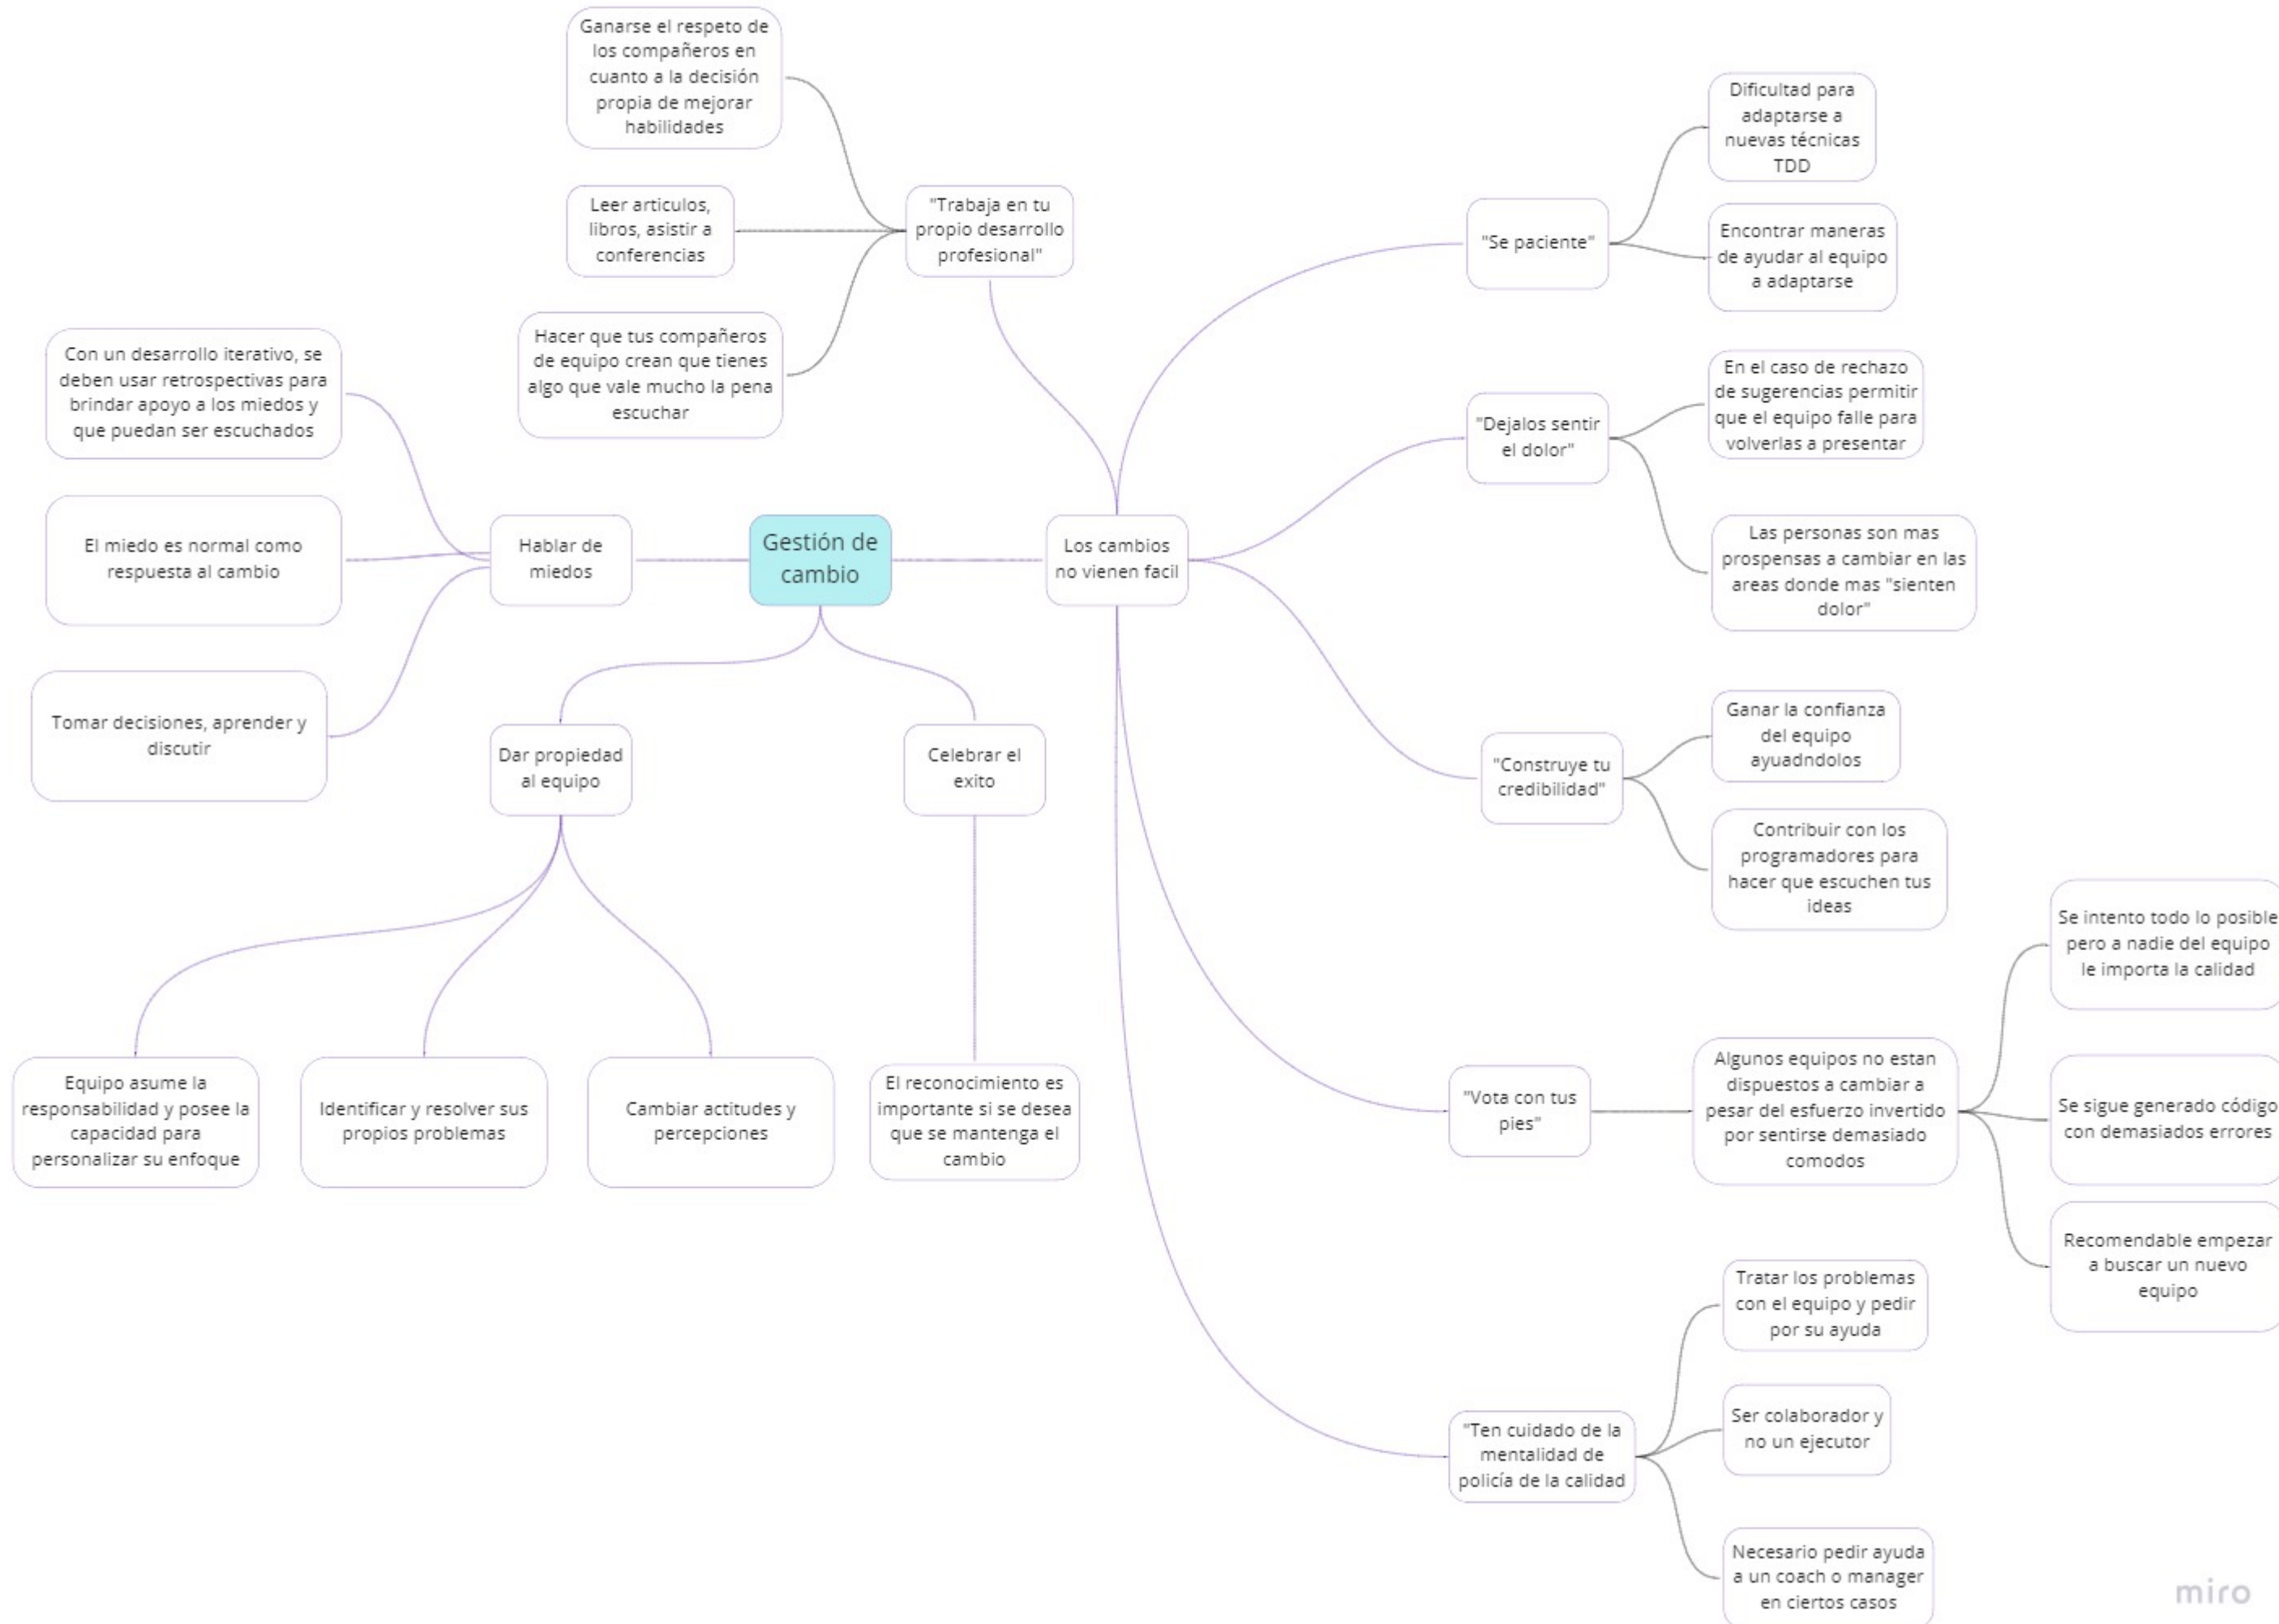 Ganarse el respeto de
los compañeros en
cuanto a la decisión
propia de mejorar
habilidades
Leer articulos,
libros, asistir a
conferencias
Hacer que tus compañeros
de equipo crean que tienes
algo que vale mucho la pena
escuchar
"Trabaja en tu
propio desarrollo
profesional"
Con un desarrollo iterativo, se
deben usar retrospectivas para
brindar apoyo a los miedos y
que puedan ser escuchados
El miedo es normal como
respuesta al cambio
Tomar decisiones, aprender y
discutir
Hablar de
miedos
Gestión de
cambio
Los cambios
no vienen facil
Dar propiedad
al equipo
Celebrar el
exito
Equipo asume la
responsabilidad y posee la
capacidad para
personalizar su enfoque
Identificar y resolver sus
propios problemas
Cambiar actitudes y
percepciones
El reconocimiento es
importante si se desea
que se mantenga el
cambio
"Se paciente"
Dificultad para
adaptarse a
nuevas técnicas
TDD
Encontrar maneras
de ayudar al equipo
a adaptarse
"Dejalos sentir
el dolor"
En el caso de rechazo
de sugerencias permitir
que el equipo falle para
volverlas a presentar
Las personas son mas
prospensas a cambiar en las
areas donde mas "sienten
dolor"
"Construye tu
credibilidad"
Ganar la confianza
del equipo
ayuadndolos
Contribuir con los
programadores para
hacer que escuchen tus
ideas
"Vota con tus
pies"
Algunos equipos no estan
dispuestos a cambiar a
pesar del esfuerzo invertido
por sentirse demasiado
comodos
Se intento todo lo posible
pero a nadie del equipo
le importa la calidad
Se sigue generado código
con demasiados errores
Recomendable empezar
a buscar un nuevo
equipo
"Ten cuidado de la
mentalidad de
policía de la calidad
Tratar los problemas
con el equipo y pedir
por su ayuda
Ser colaborador y
no un ejecutor
Necesario pedir ayuda
a un coach o manager
en ciertos casos
miro